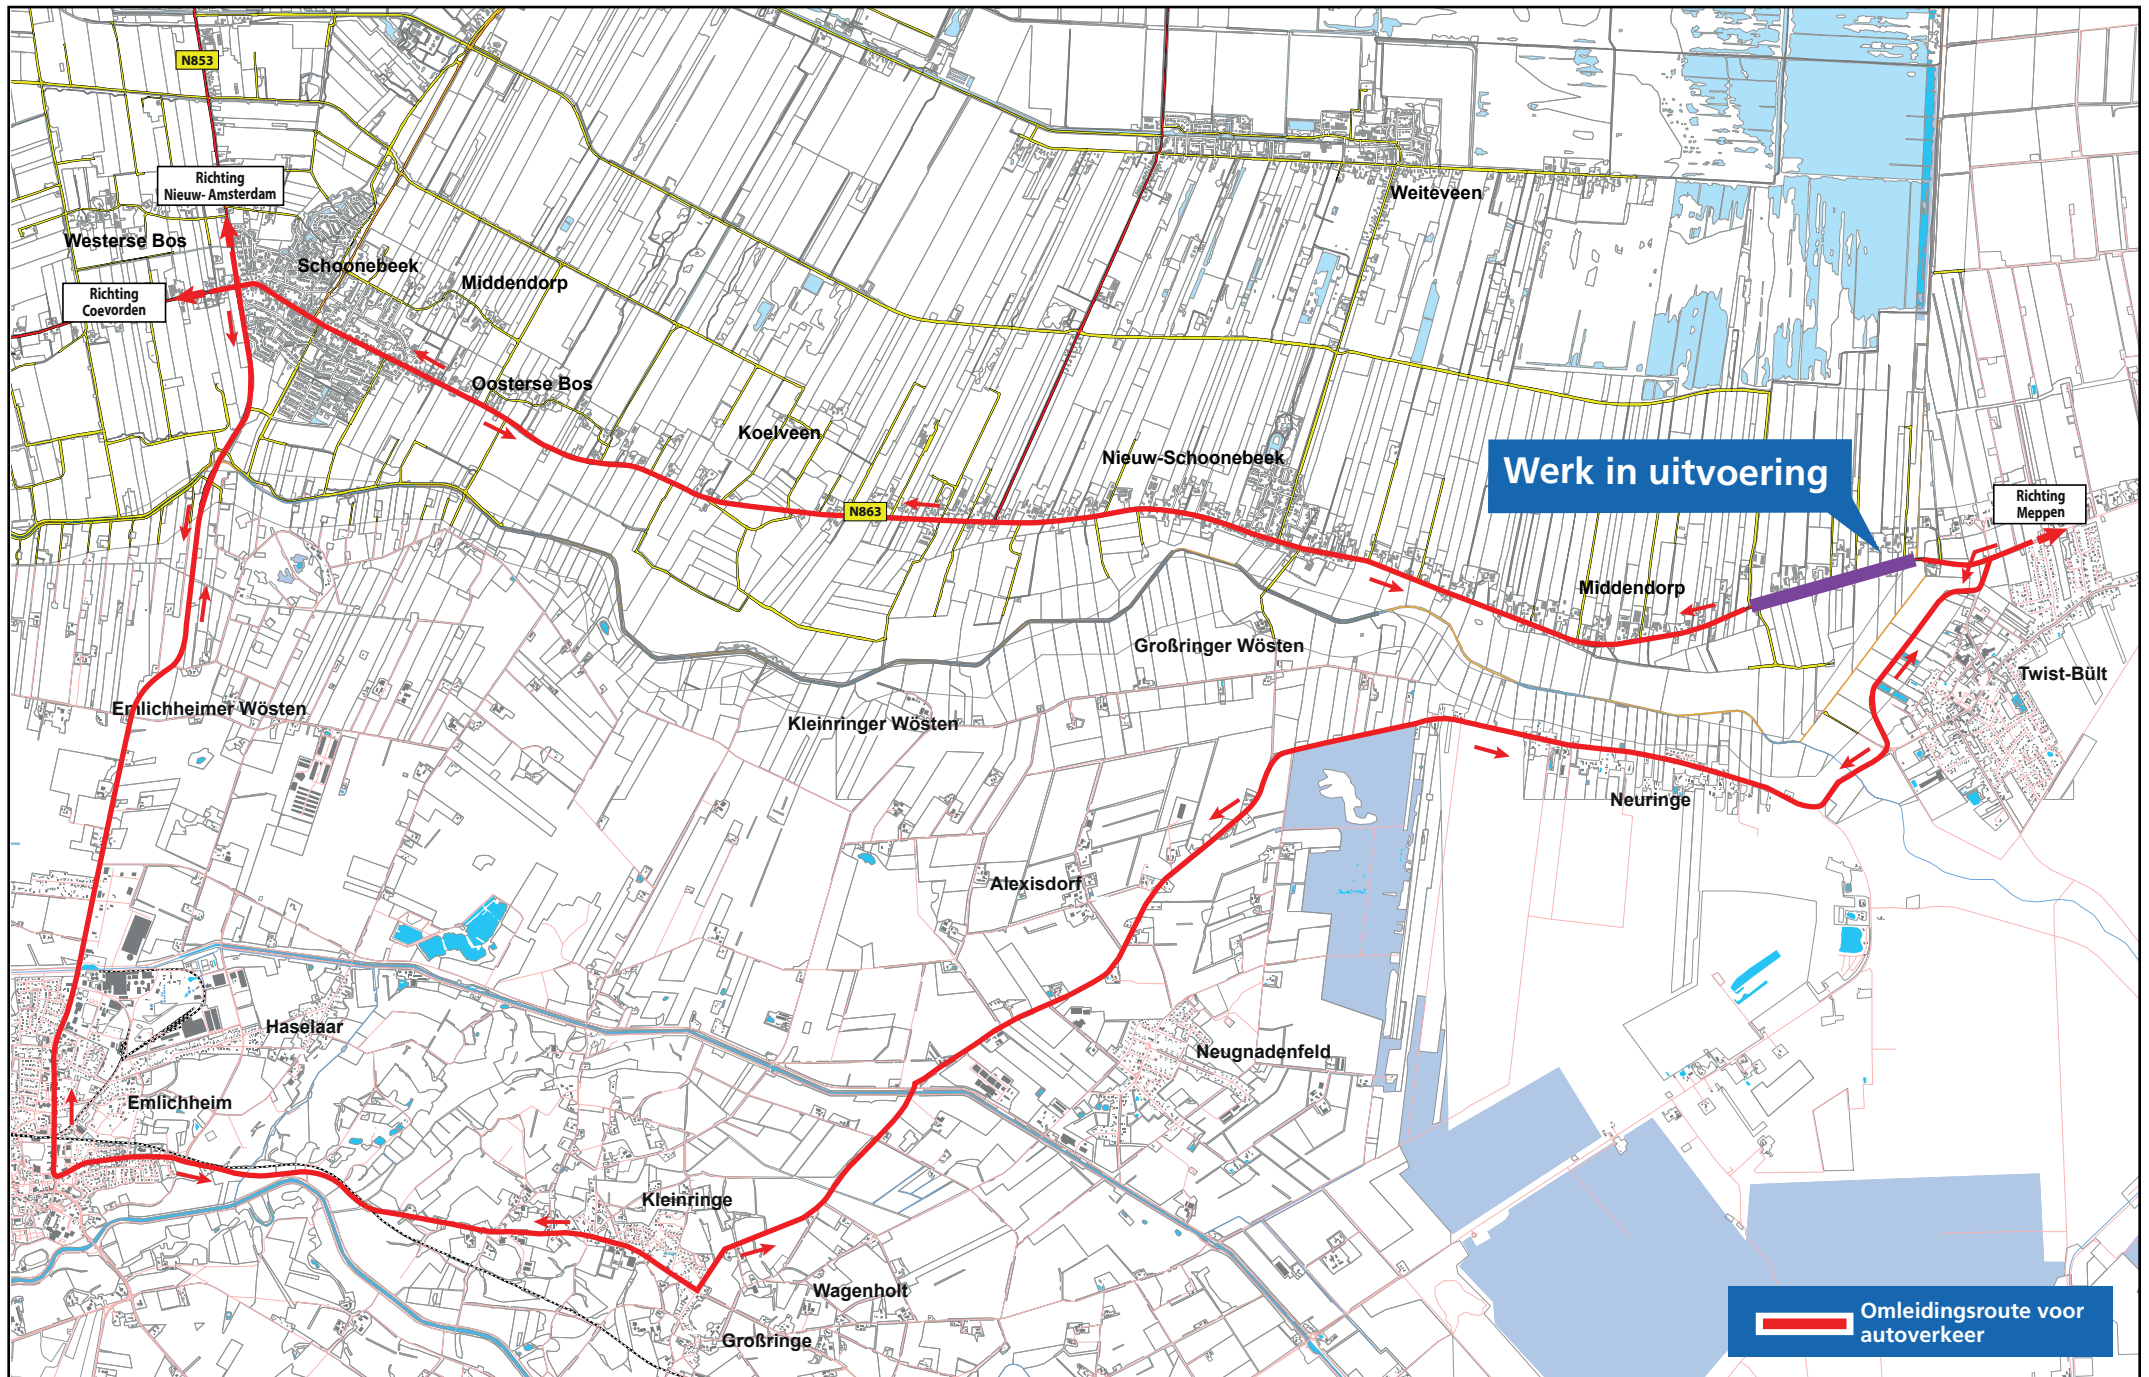 N853
Richting
Nieuw- Amsterdam
Weiteveen
Westerse Bos
Schoonebeek
Middendorp
Richting
Coevorden
Oosterse Bos
Koelveen
Nieuw-Schoonebeek
Werk in uitvoering
N863
Richting
Meppen
Middendorp
Großringer Wösten
Twist-Bült
Emlichheimer Wösten
Kleinringer Wösten
Neuringe
Alexisdorf
Haselaar
Neugnadenfeld
Emlichheim
Kleinringe
Wagenholt
Großringe
Omleidingsroute voor
autoverkeer